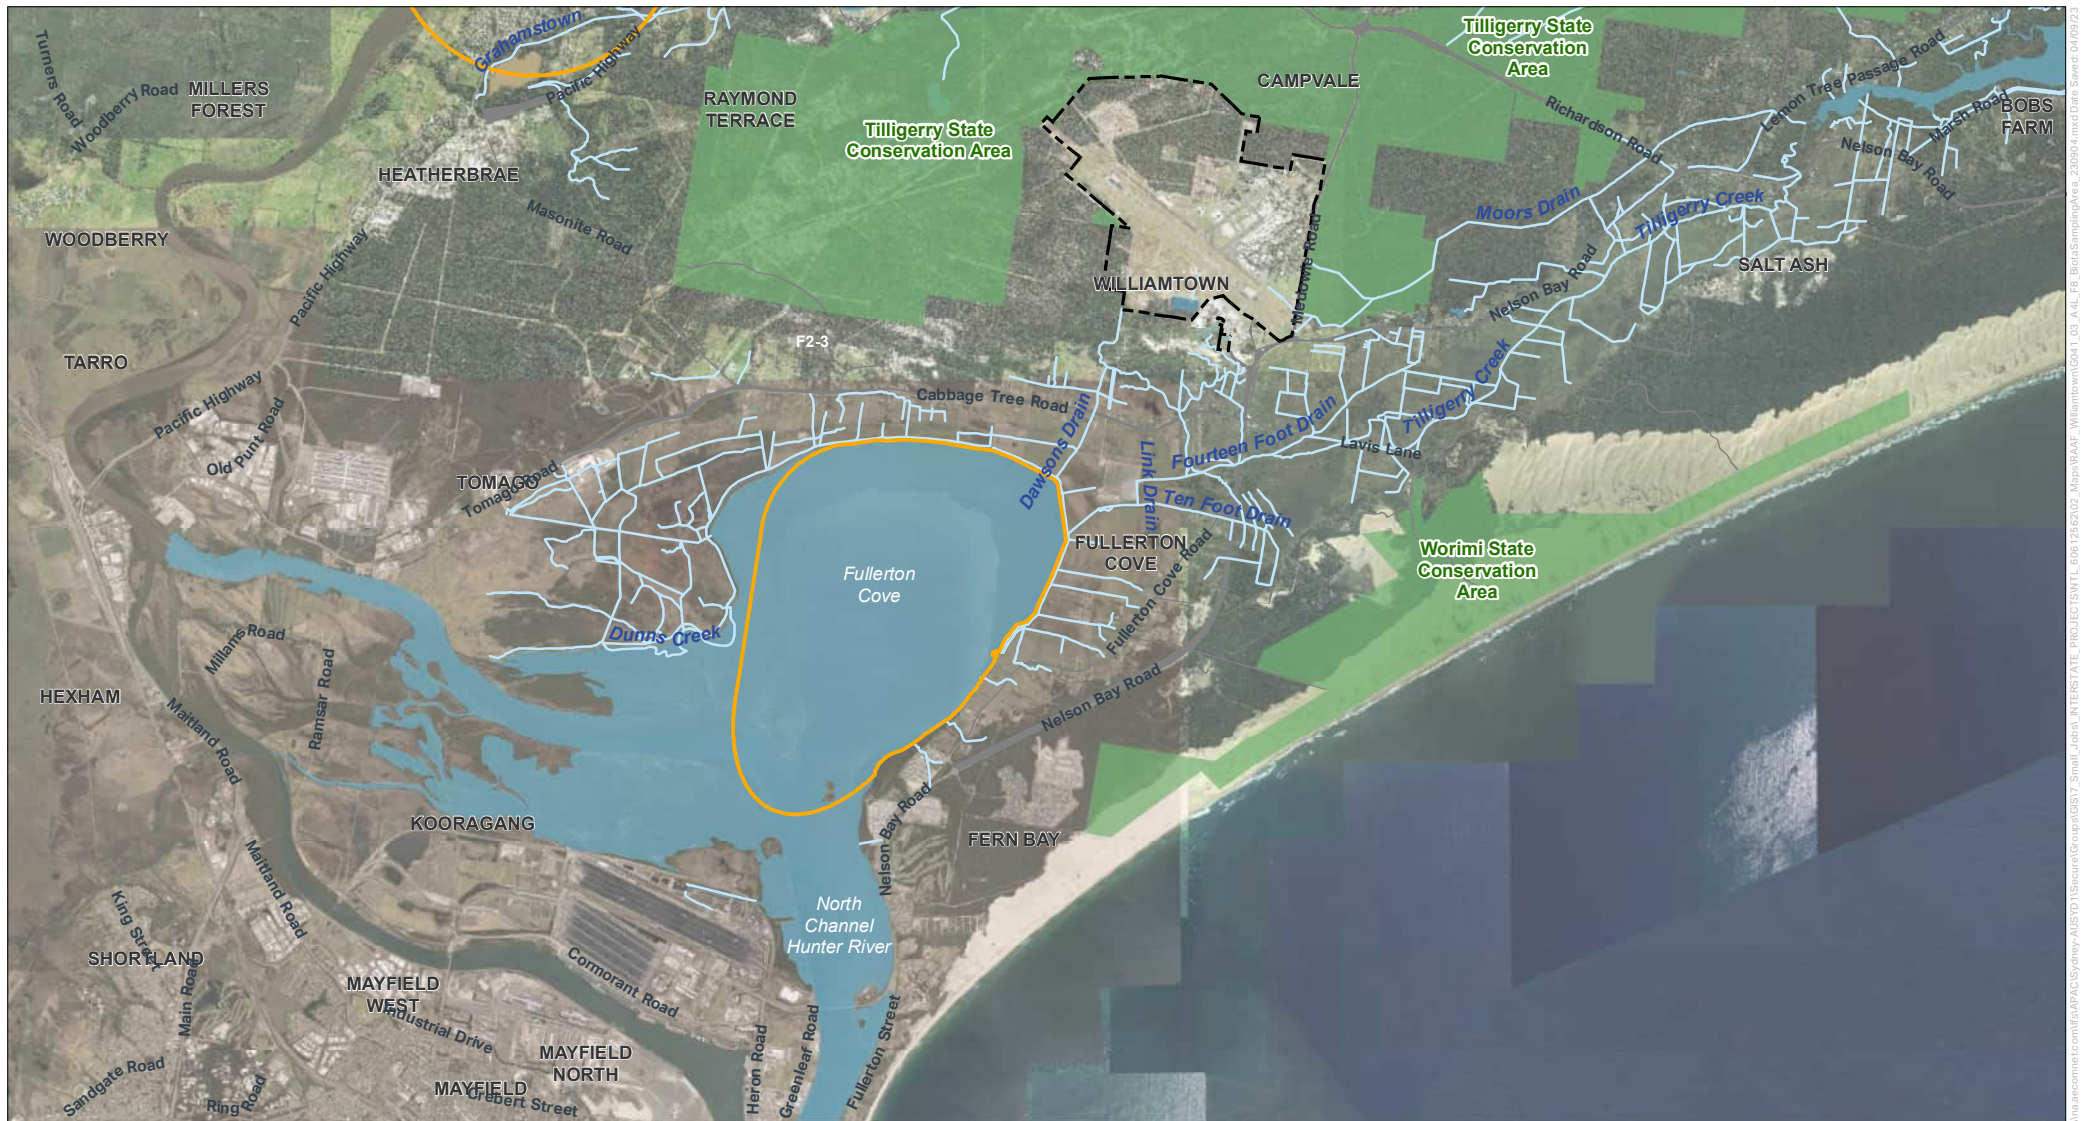 Grahamstown
Turners Road
Woodberry Road
MILLERS
FOREST
Pacific Highway
RAYMOND
TERRACE
Tilligerry State
Conservation Area
CAMPVALE
Tilligerry State
Conservation
Area
Richardson Road
Lemon Tree Passage Road
Marsh Road
BOBS
FARM
Nelson Bay Road
HEATHERBRAE
Masonite Road
WOODBERRY
Pacific Highway
Moors Drain
Tilligerry Creek
SALT ASH
WILLIAMTOWN
Medowie Road
Nelson Bay Road
TARRO
F2-3
Pacific Highway
Old Punt Road
Cabbage Tree Road
Dawsons Drain
Link Drain
Fourteen Foot Drain
Lavis Lane
Tilligerry Creek
TOMAGO
Tomago Road
Ten Foot Drain
FULLERTON
COVE
Fullerton Cove Road
Worimi State
Conservation
Area
Fullerton
Cove
Dunns Creek
Millams Road
Ramsar Road
HEXHAM
Maitland Road
Nelson Bay Road
KOORAGANG
Nelson Bay Road
FERN BAY
Maitland Road
North
Channel
Hunter River
King Street
SHORTLAND
Main Road
MAYFIELD
WEST
Industrial Drive
Cormorant Road
MAYFIELD
NORTH
Heron Road
Greenleaf Road
Fullerton Street
Sandgate Road
Ring Road
MAYFIELD
Crebert Street